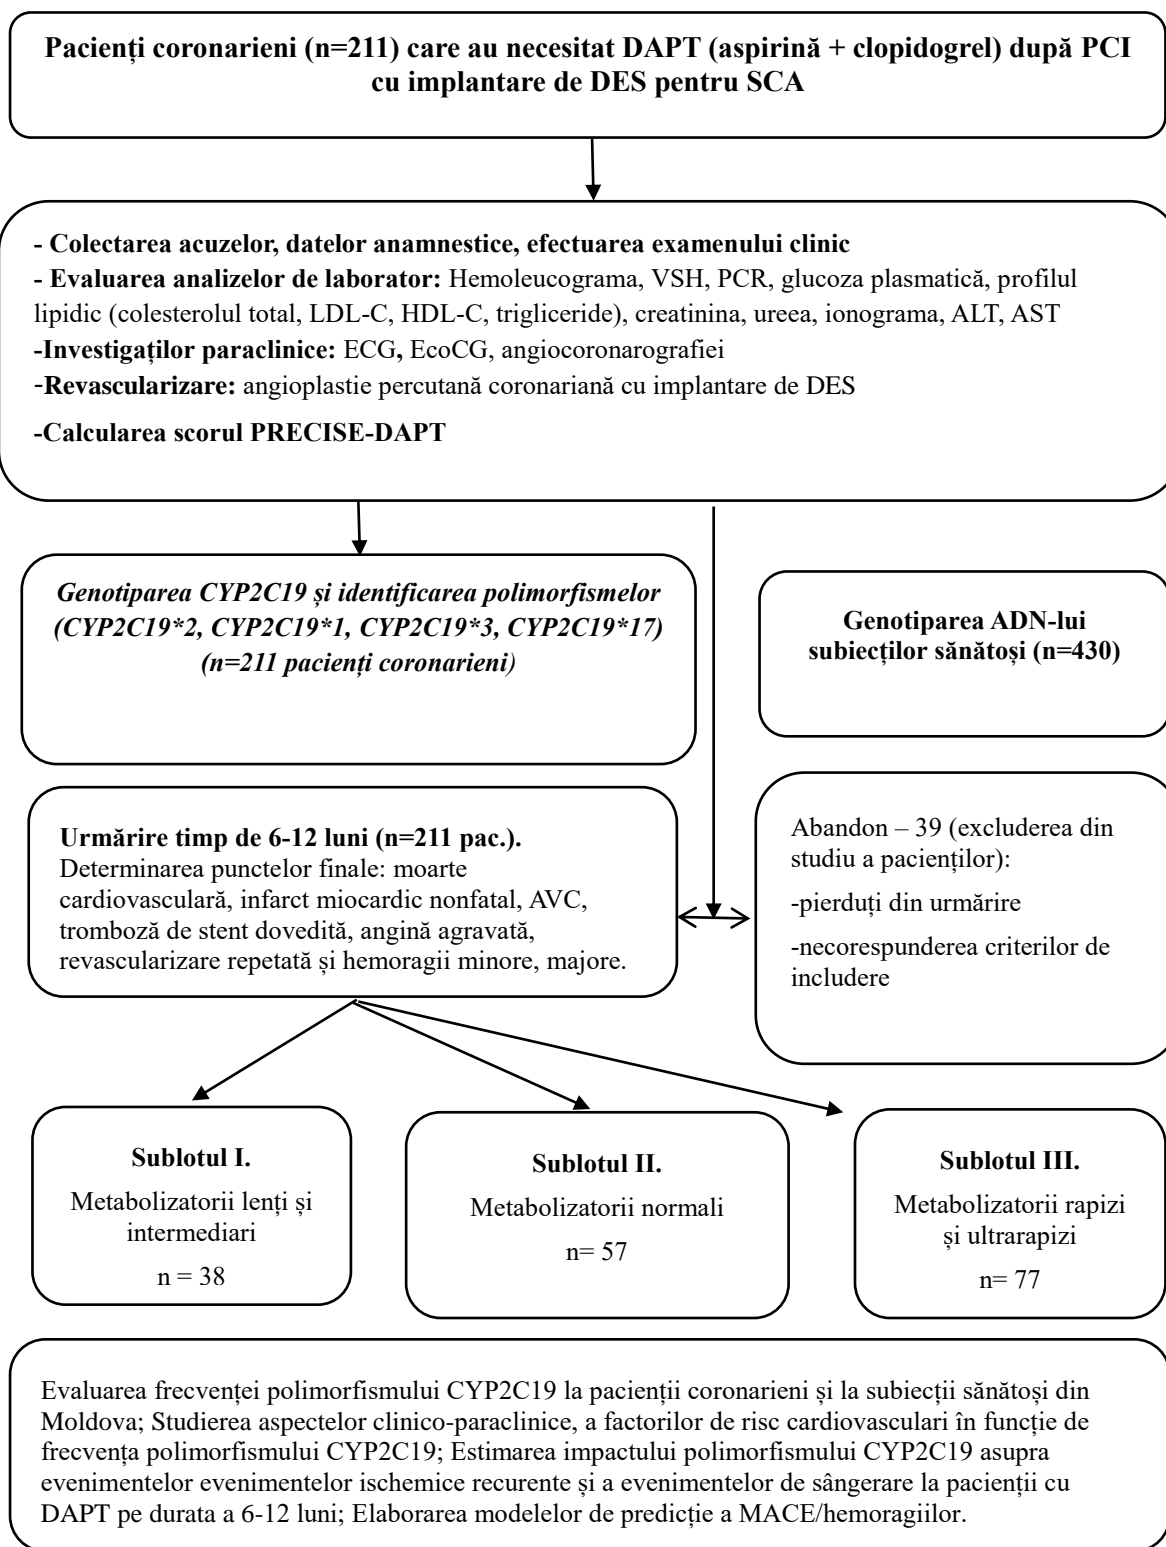 Pacienți coronarieni (n=211) care au necesitat DAPT (aspirină + clopidogrel) după PCI
cu implantare de DES pentru SCA
- Colectarea acuzelor, datelor anamnestice, efectuarea examenului clinic
- Evaluarea analizelor de laborator: Hemoleucograma, VSH, PCR, glucoza plasmatică, profilul
lipidic (colesterolul total, LDL-C, HDL-C, trigliceride), creatinina, ureea, ionograma, ALT, AST
-Investigaților paraclinice: ECG, EcoCG, angiocoronarografiei
-Revascularizare: angioplastie percutană coronariană cu implantare de DES
-Calcularea scorul PRECISE-DAPT
Genotiparea CYP2C19 și identificarea polimorfismelor
(CYP2C19*2, CYP2C19*1, CYP2C19*3, CYP2C19*17)
(n=211 pacienți coronarieni)
Genotiparea ADN-lui
subiecților sănătoși (n=430)
Urmărire timp de 6-12 luni (n=211 pac.).
Determinarea punctelor finale: moarte
cardiovasculară, infarct miocardic nonfatal, AVC,
tromboză de stent dovedită, angină agravată,
revascularizare repetată și hemoragii minore, majore.
Abandon – 39 (excluderea din
studiu a pacienților):
-pierduți din urmărire
-necorespunderea criterilor de
includere
Sublotul I.
Metabolizatorii lenți și
intermediari
n = 38
Sublotul II.
Metabolizatorii normali
n= 57
Sublotul III.
Metabolizatorii rapizi
și ultrarapizi
n= 77
Evaluarea frecvenței polimorfismului CYP2C19 la pacienții coronarieni și la subiecții sănătoși din
Moldova; Studierea aspectelor clinico-paraclinice, a factorilor de risc cardiovasculari în funcție de
frecvența polimorfismului CYP2C19; Estimarea impactului polimorfismului CYP2C19 asupra
evenimentelor evenimentelor ischemice recurente și a evenimentelor de sângerare la pacienții cu
DAPT pe durata a 6-12 luni; Elaborarea modelelor de predicție a MACE/hemoragiilor.